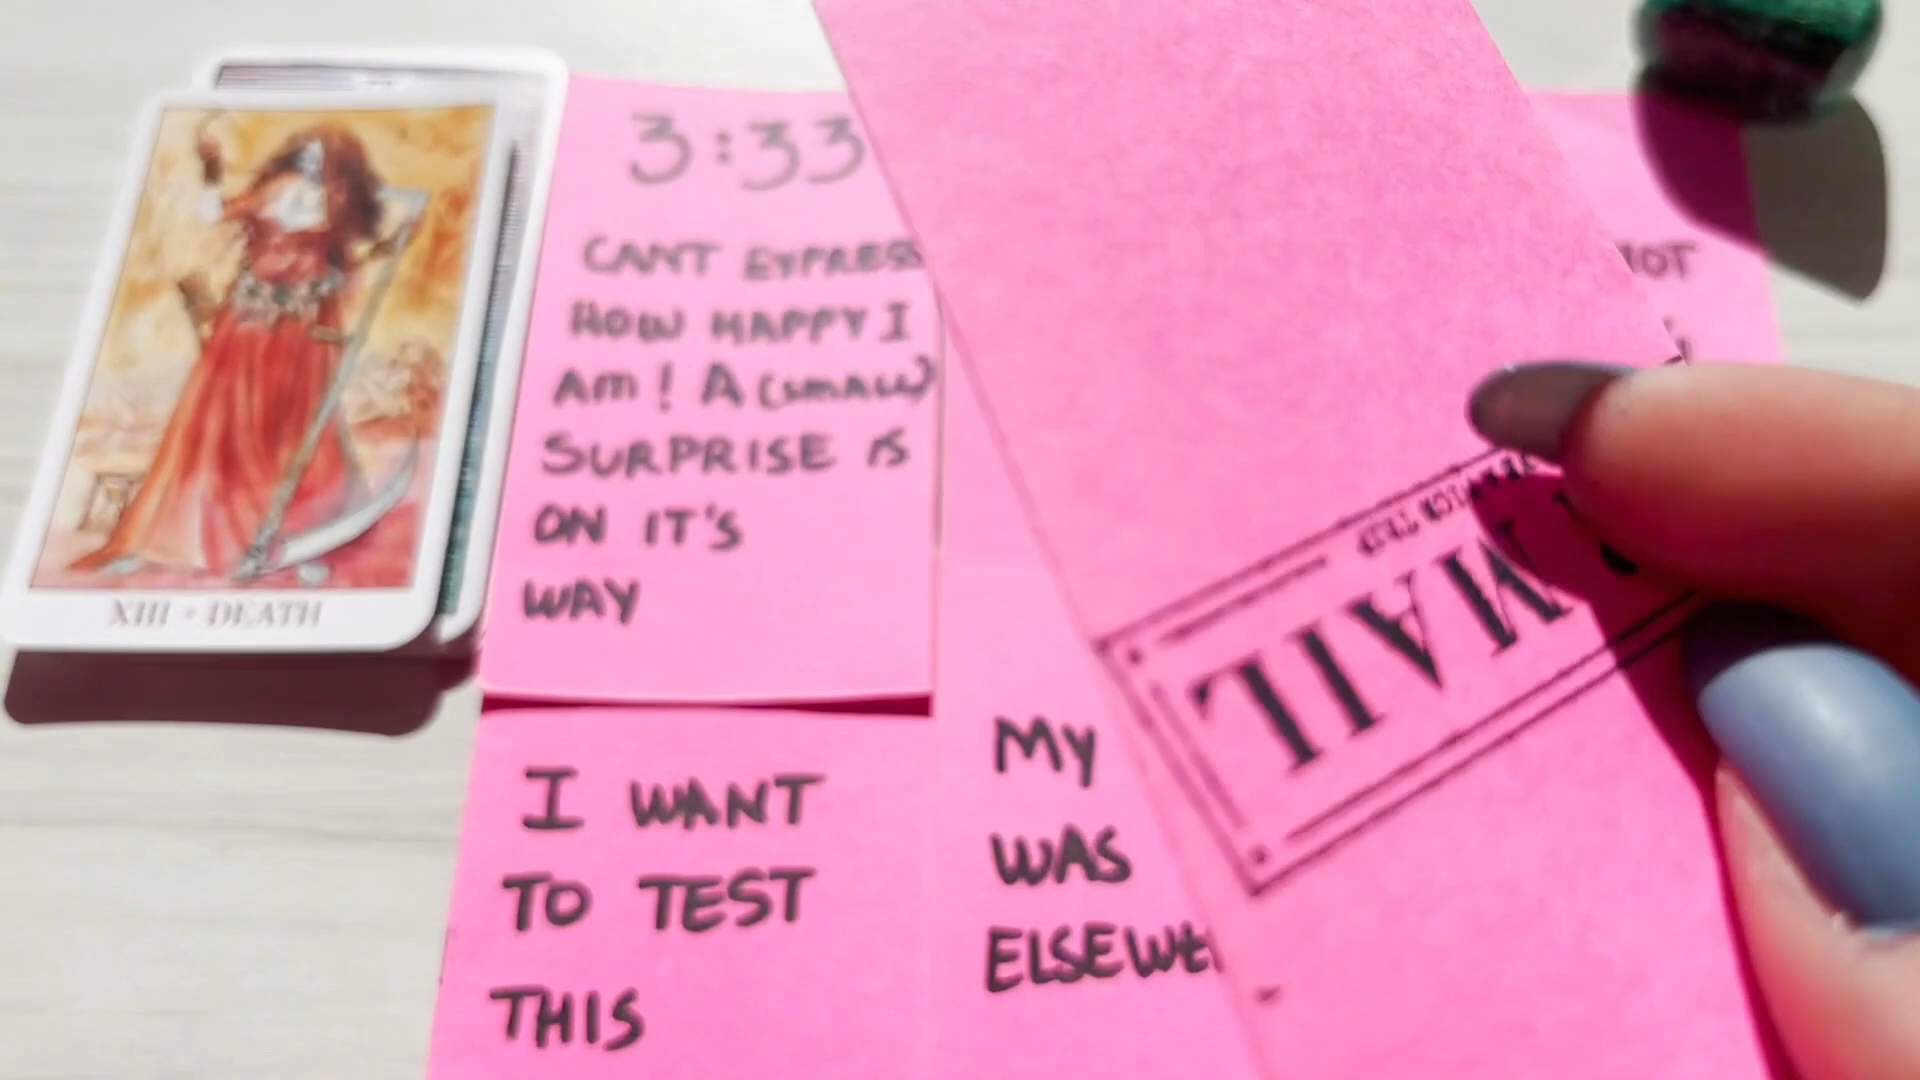 3:33
CANT EXPRESS
HOW HAPPY I
AM! A (SMALL)
SURPRISE IS
ON IT'S
WAY
XIII • DEATH
I WANT
TO TEST
THIS
MY
WAS
MAIL